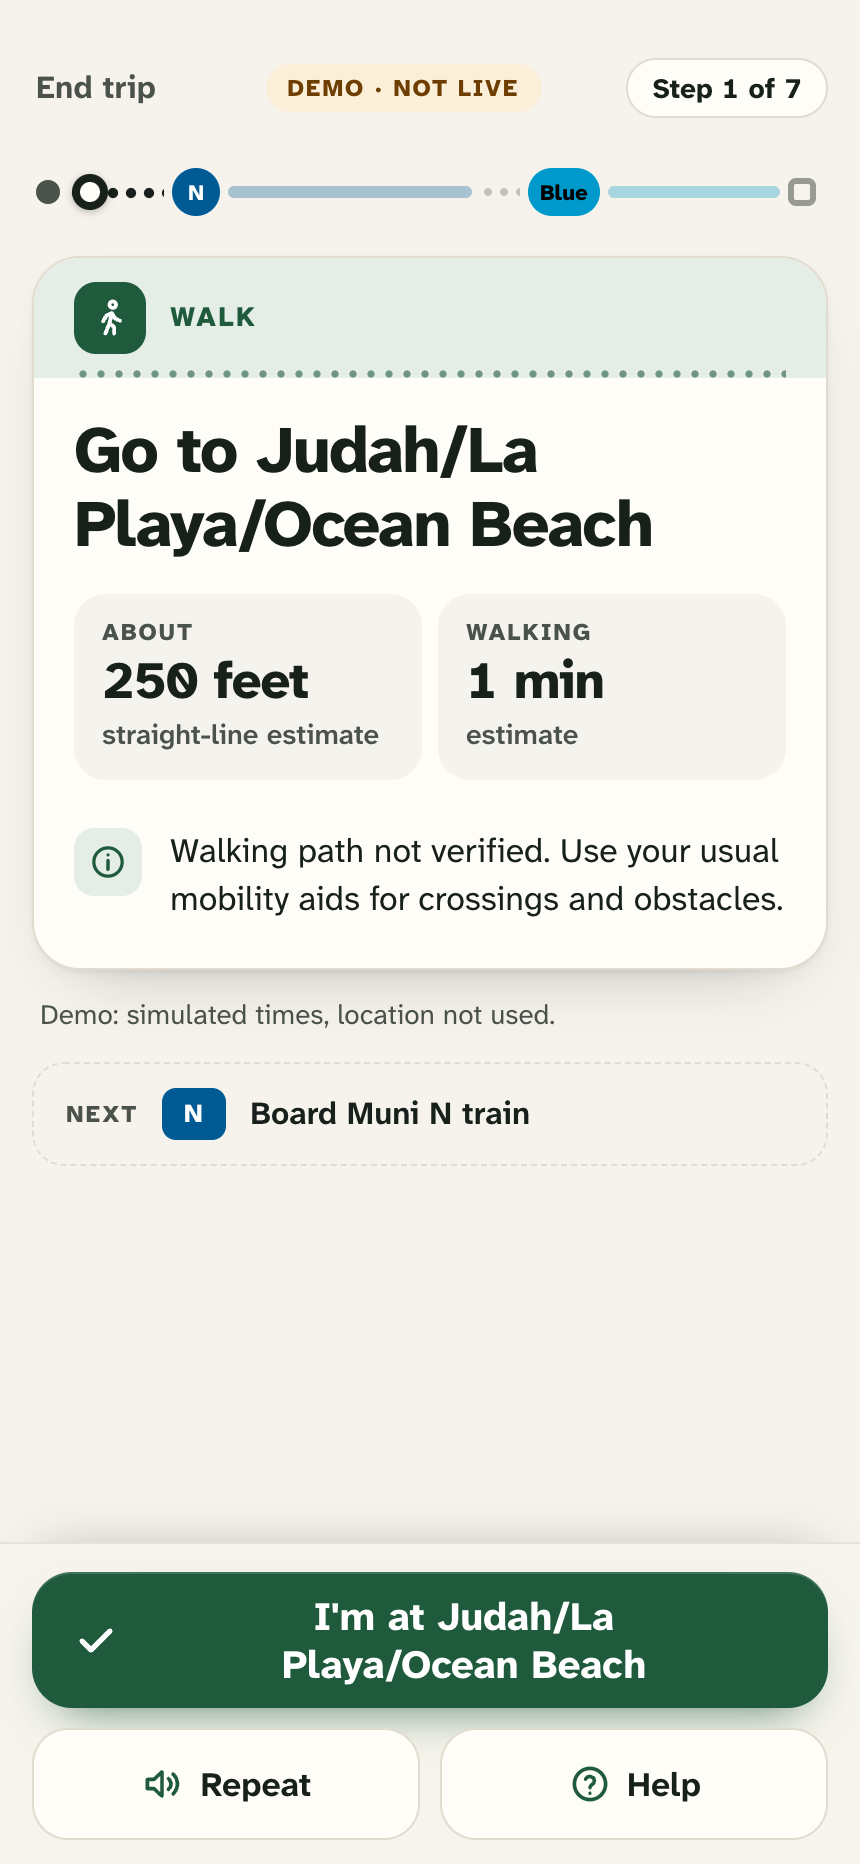 End trip
DEMO · NOT LIVE
Step 1 of 7
N
Blue
WALK
Go to Judah/La
Playa/Ocean Beach
ABOUT
250 feet
straight-line estimate
WALKING
1 min
estimate
Walking path not verified. Use your usual
mobility aids for crossings and obstacles.
Demo: simulated times, location not used.
NEXT
N
Board Muni N train
I'm at Judah/La
Playa/Ocean Beach
Repeat
Help